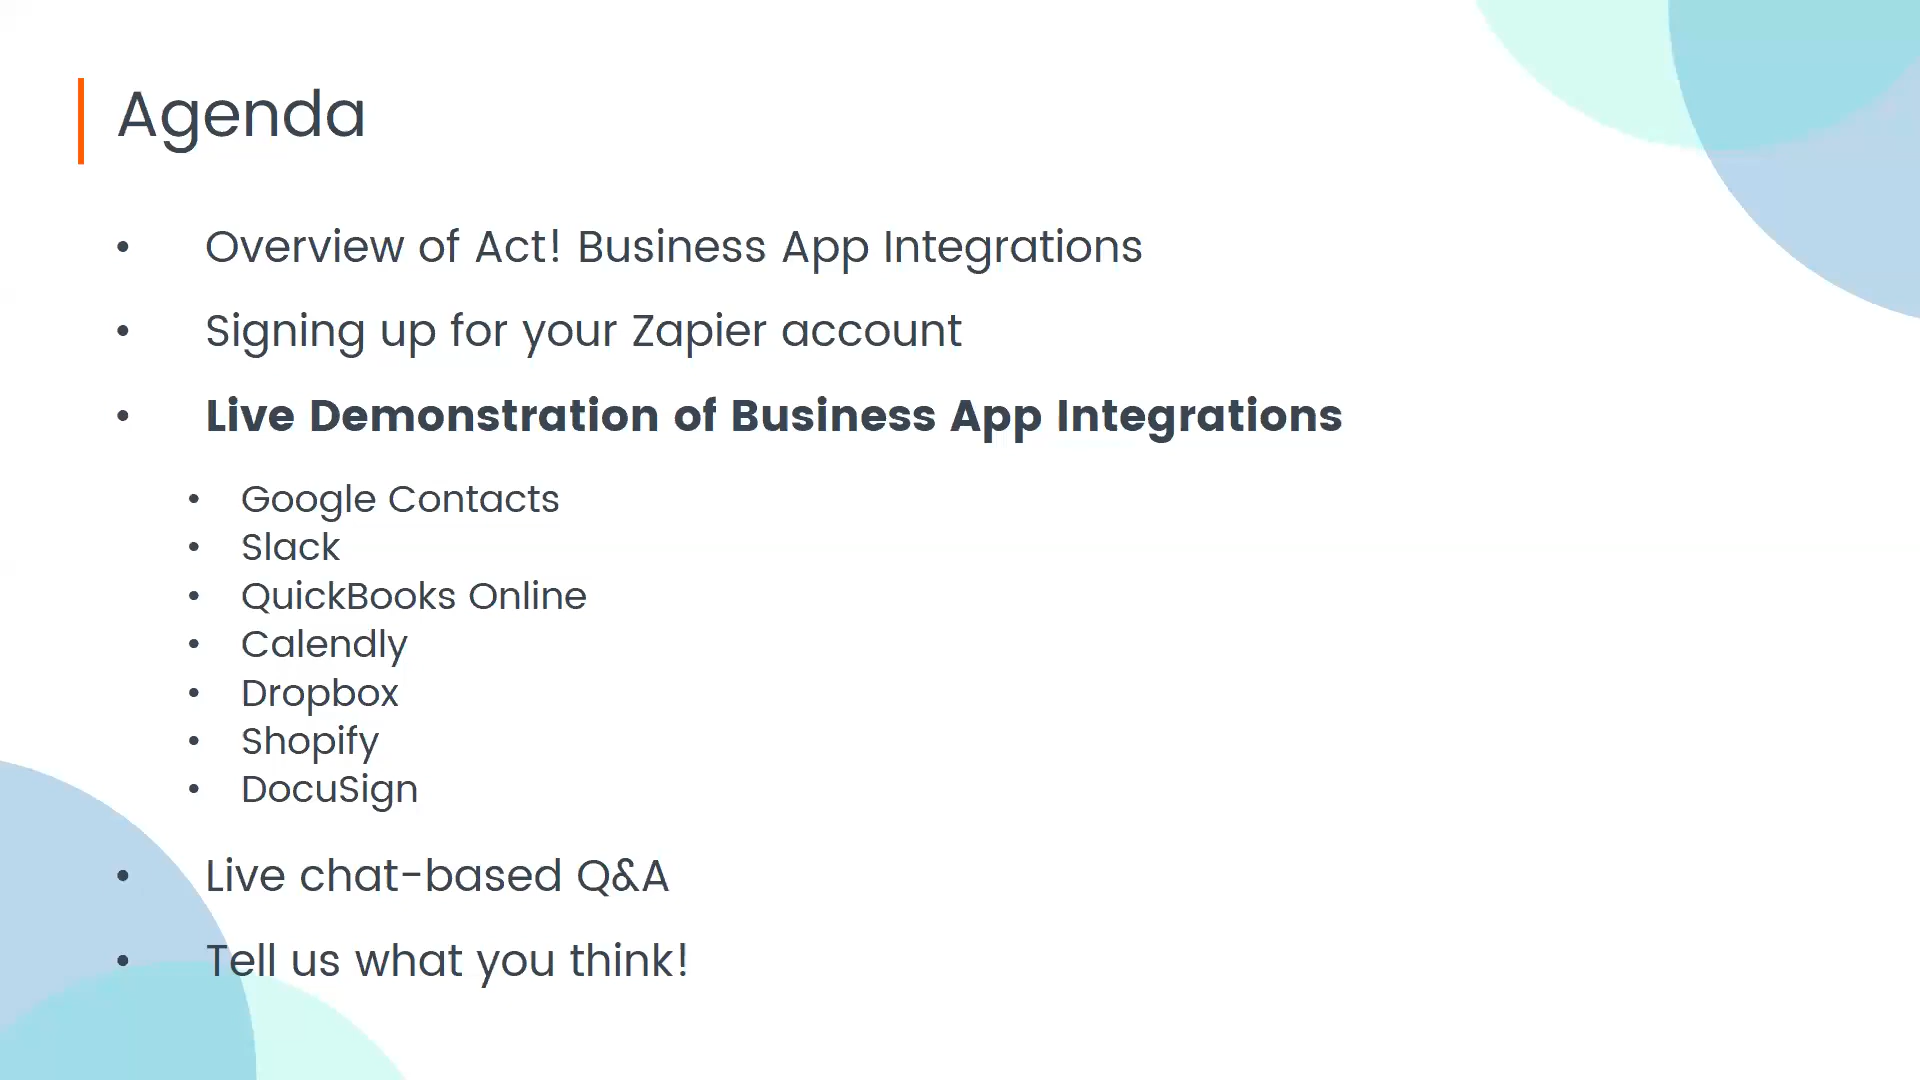 Agenda
• Overview of Act! Business App Integrations
• Signing up for your Zapier account
• Live Demonstration of Business App Integrations
• Google Contacts
• Slack
• QuickBooks Online
• Calendly
• Dropbox
• Shopify
• DocuSign
• Live chat-based Q&A
• Tell us what you think!